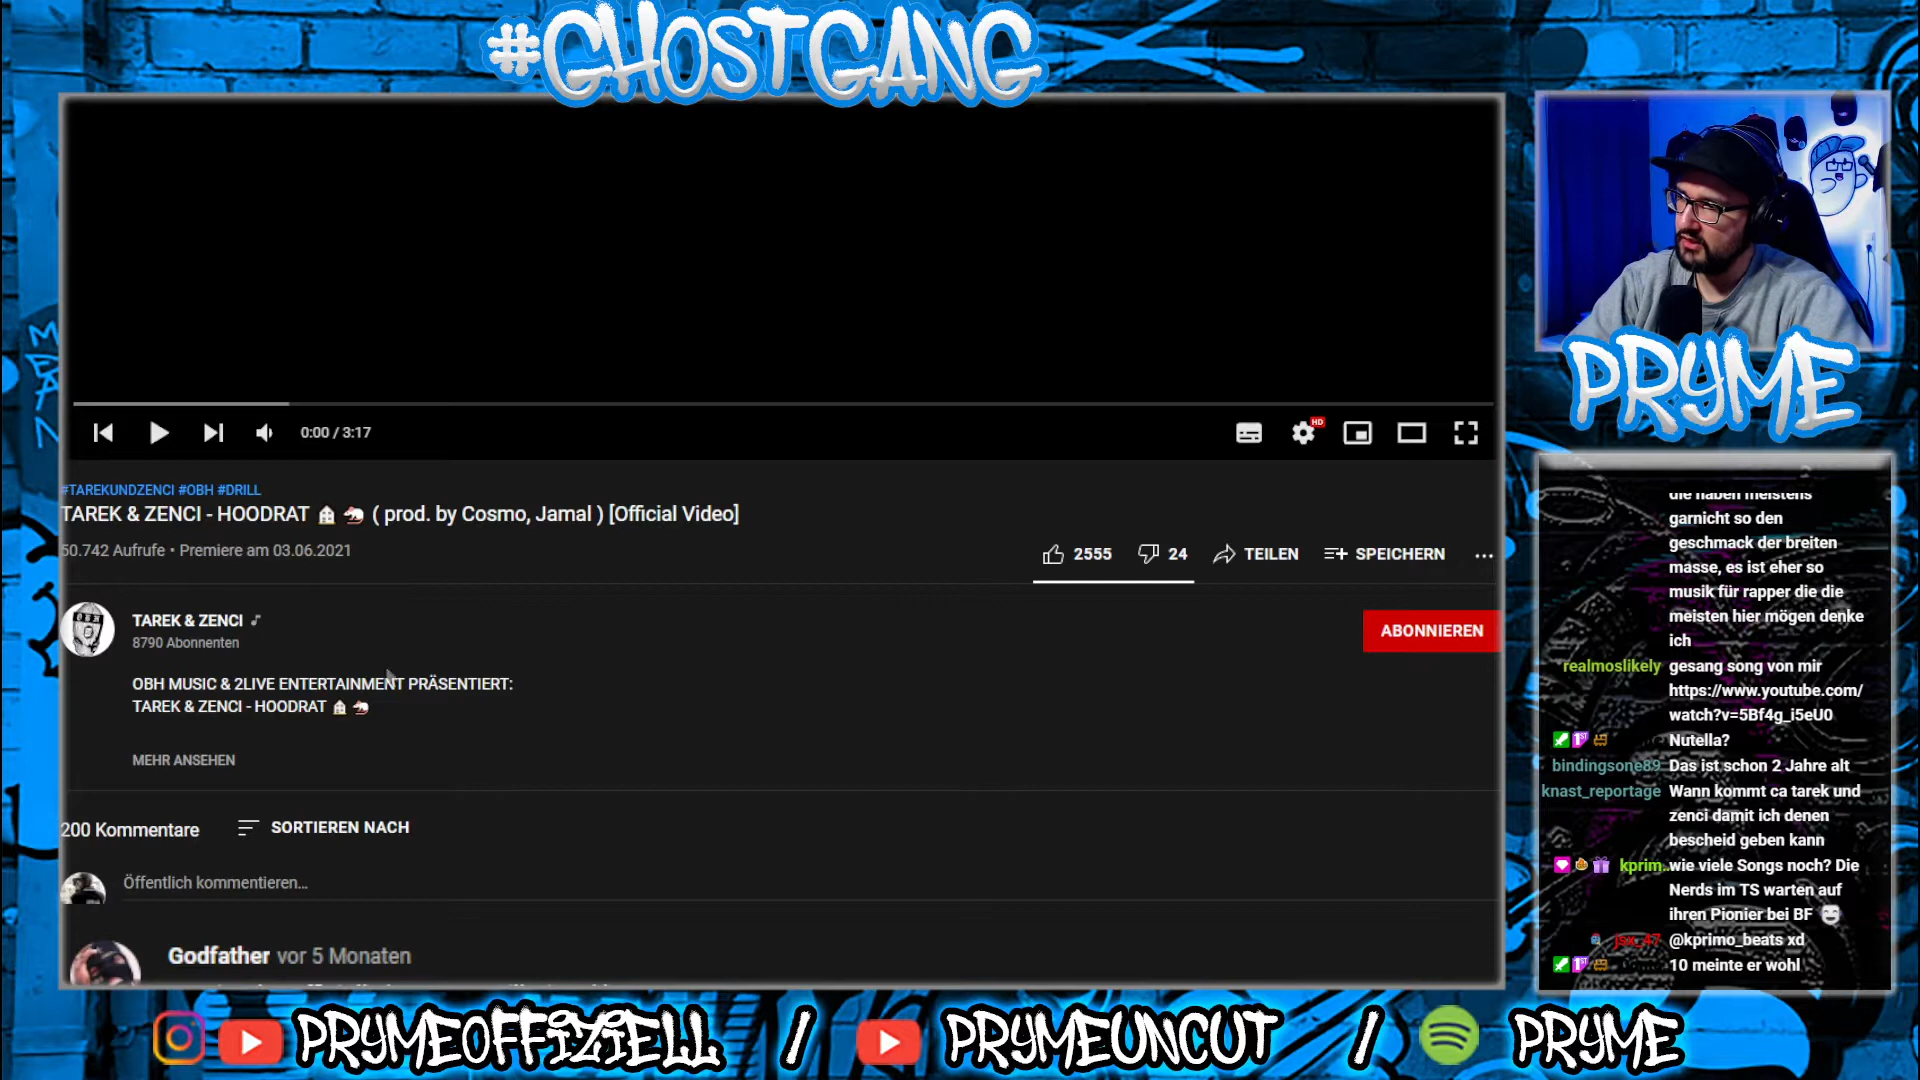 #GHOSTGANG
0:00 / 3:17
HD
#TAREKUNDZENCI #OBH #DRILL
TAREK & ZENCI - HOODRAT 🏠 🐀 ( prod. by Cosmo, Jamal ) [Official Video]
50.742 Aufrufe • Premiere am 03.06.2021
2555
24
TEILEN
SPEICHERN
OBH
TAREK & ZENCI
8790 Abonnenten
ABONNIEREN
OBH MUSIC & 2LIVE ENTERTAINMENT PRÄSENTIERT:
TAREK & ZENCI - HOODRAT 🏠 🐀
MEHR ANSEHEN
200 Kommentare
SORTIEREN NACH
Öffentlich kommentieren...
Godfather vor 5 Monaten
PRYME
die haben meistens
garnicht so den
geschmack der breiten
masse, es ist eher so
musik für rapper die die
meisten hier mögen denke
ich
realmoslikely gesang song von mir
https://www.youtube.com/
watch?v=5Bf4g_i5eU0
Nutella?
bindingsone89 Das ist schon 2 Jahre alt
knast_reportage Wann kommt ca tarek und
zenci damit ich denen
bescheid geben kann
kprim.. wie viele Songs noch? Die
Nerds im TS warten auf
ihren Pionier bei BF
jsx_47 @kprimo_beats xd
10 meinte er wohl
PRYMEOFFIZIELL / PRYMEUNCUT / PRYME